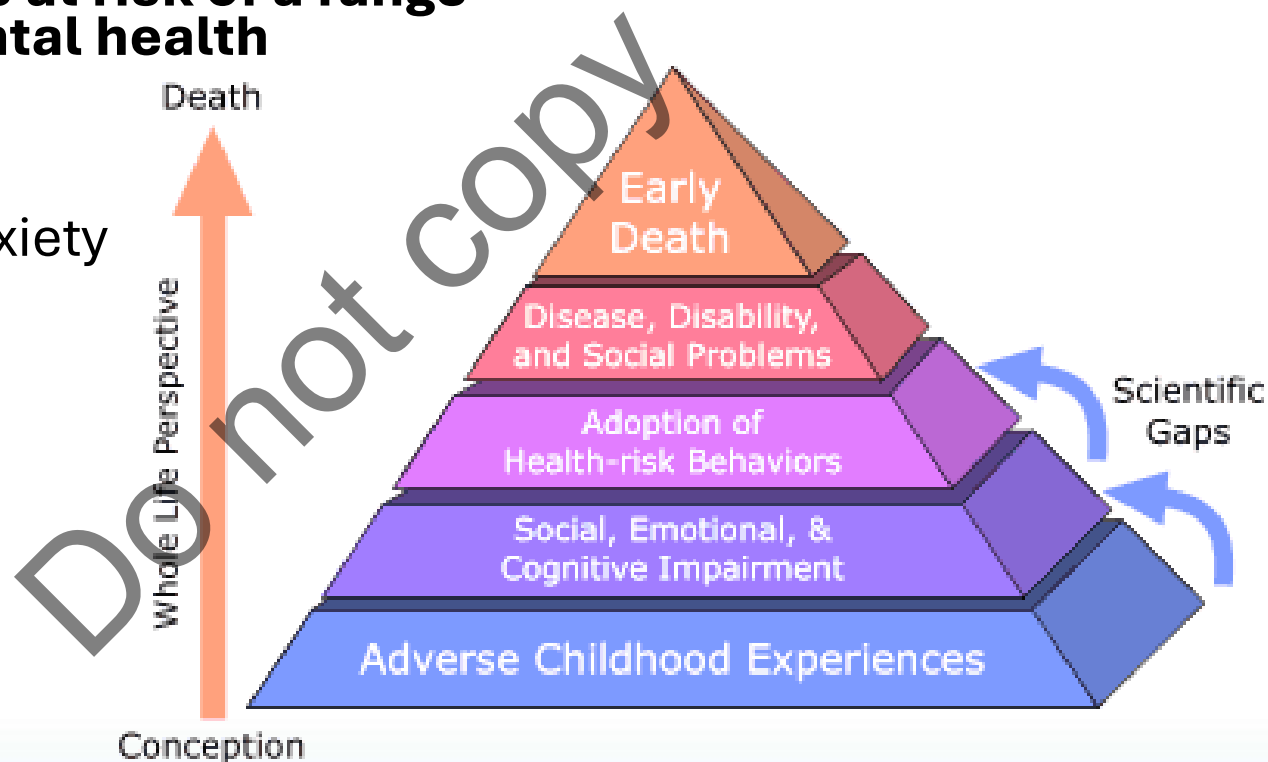 ntal health
Death
xiety
Whole Life Perspective
Conception
Early
Death
Disease, Disability,
and Social Problems
Adoption of
Health-risk Behaviors
Social, Emotional, &
Cognitive Impairment
Adverse Childhood Experiences
Scientific
Gaps
Do not copy